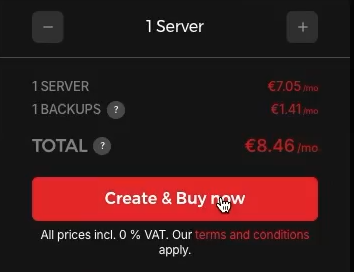 − 1 Server +
1 SERVER €7.05 /mo
1 BACKUPS ? €1.41 /mo
TOTAL ? €8.46 /mo
Create & Buy now
All prices incl. 0 % VAT. Our terms and conditions
apply.